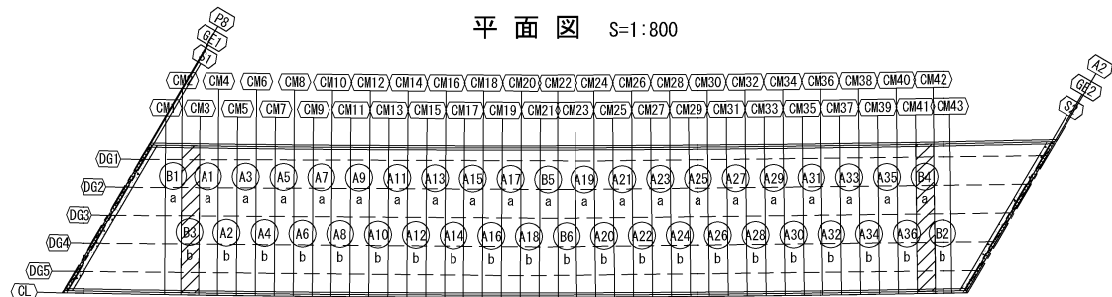 平面図 S=1:800
P8
GE1
S1
A2
GE2
S2
CM2 CM4 CM6 CM8 CM10 CM12 CM14 CM16 CM18 CM20 CM22 CM24 CM26 CM28 CM30 CM32 CM34 CM36 CM38 CM40 CM42
CM1 CM3 CM5 CM7 CM9 CM11 CM13 CM15 CM17 CM19 CM21 CM23 CM25 CM27 CM29 CM31 CM33 CM35 CM37 CM39 CM41 CM43
DG1
DG2 B1 A1 A3 A5 A7 A9 A11 A13 A15 A17 B5 A19 A21 A23 A25 A27 A29 A31 A33 A35 B4
a a a a a a a a a a a a a a a a a a a a a
DG3
DG4 B3 A2 A4 A6 A8 A10 A12 A14 A16 A18 B6 A20 A22 A24 A26 A28 A30 A32 A34 A36 B2
b b b b b b b b b b b b b b b b b b b b b
DG5
CL